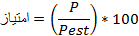 امتیاز = (P / Pest) * 100